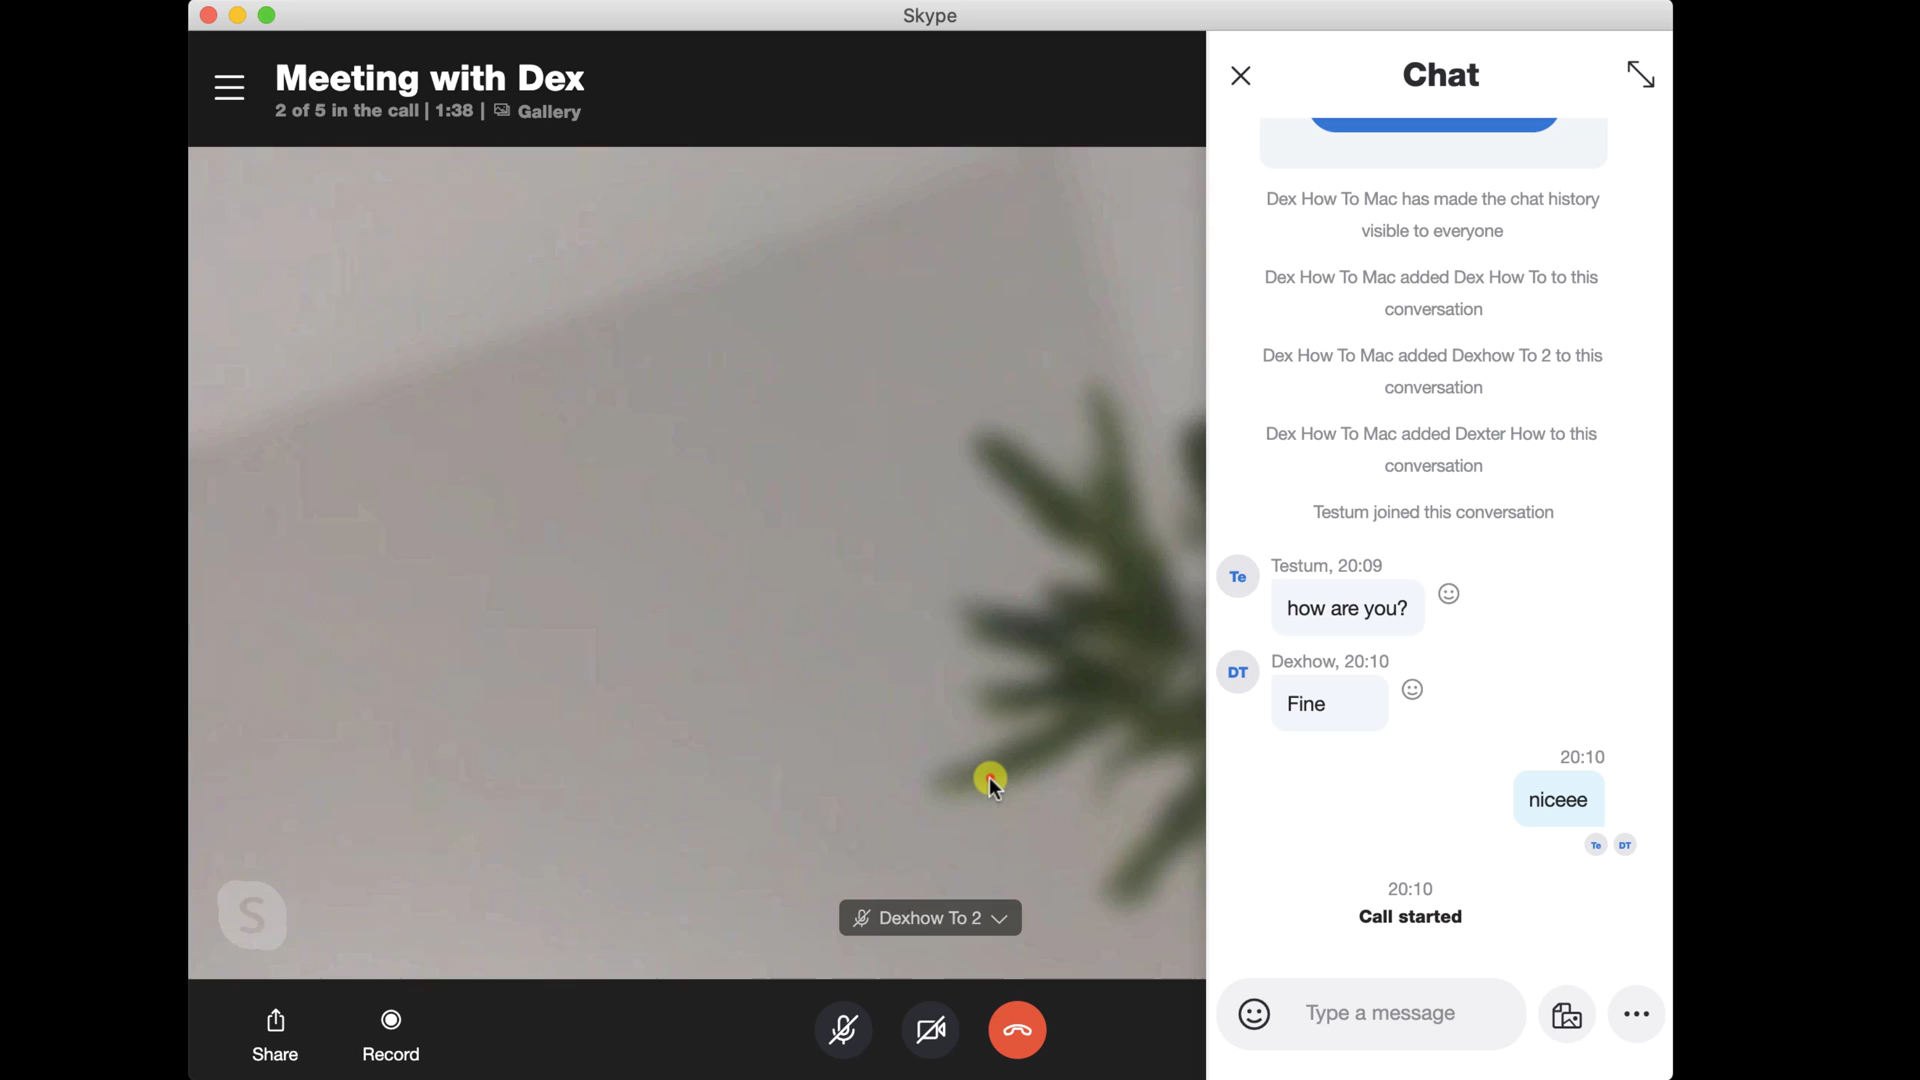 Skype
Meeting with Dex
2 of 5 in the call | 1:38 | Gallery
S
Dexhow To 2
Share
Record
Chat
Dex How To Mac has made the chat history
visible to everyone
Dex How To Mac added Dex How To to this
conversation
Dex How To Mac added Dexhow To 2 to this
conversation
Dex How To Mac added Dexter How to this
conversation
Testum joined this conversation
Te
Testum, 20:09
how are you?
DT
Dexhow, 20:10
Fine
20:10
niceee
Te DT
20:10
Call started
Type a message